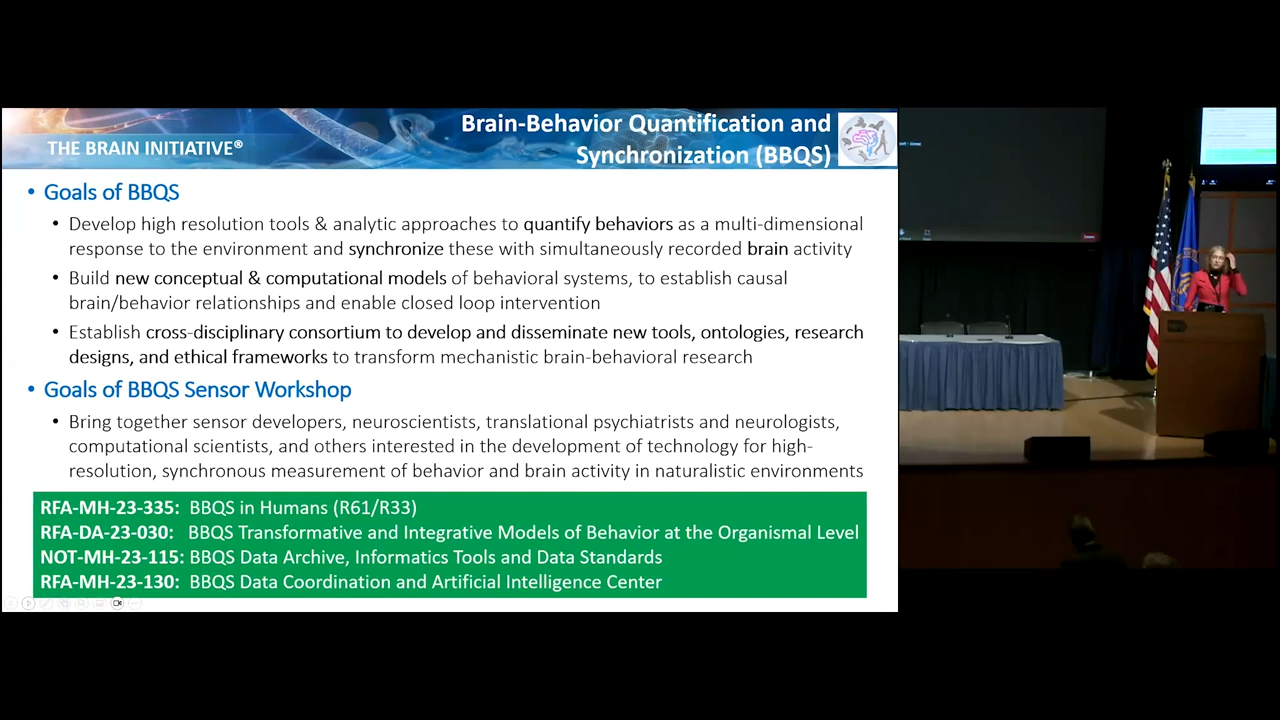 Brain-Behavior Quantification and
Synchronization (BBQS)
THE BRAIN INITIATIVE®
• Goals of BBQS
• Develop high resolution tools & analytic approaches to quantify behaviors as a multi-dimensional
response to the environment and synchronize these with simultaneously recorded brain activity
• Build new conceptual & computational models of behavioral systems, to establish causal
brain/behavior relationships and enable closed loop intervention
• Establish cross-disciplinary consortium to develop and disseminate new tools, ontologies, research
designs, and ethical frameworks to transform mechanistic brain-behavioral research
• Goals of BBQS Sensor Workshop
• Bring together sensor developers, neuroscientists, translational psychiatrists and neurologists,
computational scientists, and others interested in the development of technology for high-
resolution, synchronous measurement of behavior and brain activity in naturalistic environments
RFA-MH-23-335: BBQS in Humans (R61/R33)
RFA-DA-23-030: BBQS Transformative and Integrative Models of Behavior at the Organismal Level
NOT-MH-23-115: BBQS Data Archive, Informatics Tools and Data Standards
RFA-MH-23-130: BBQS Data Coordination and Artificial Intelligence Center